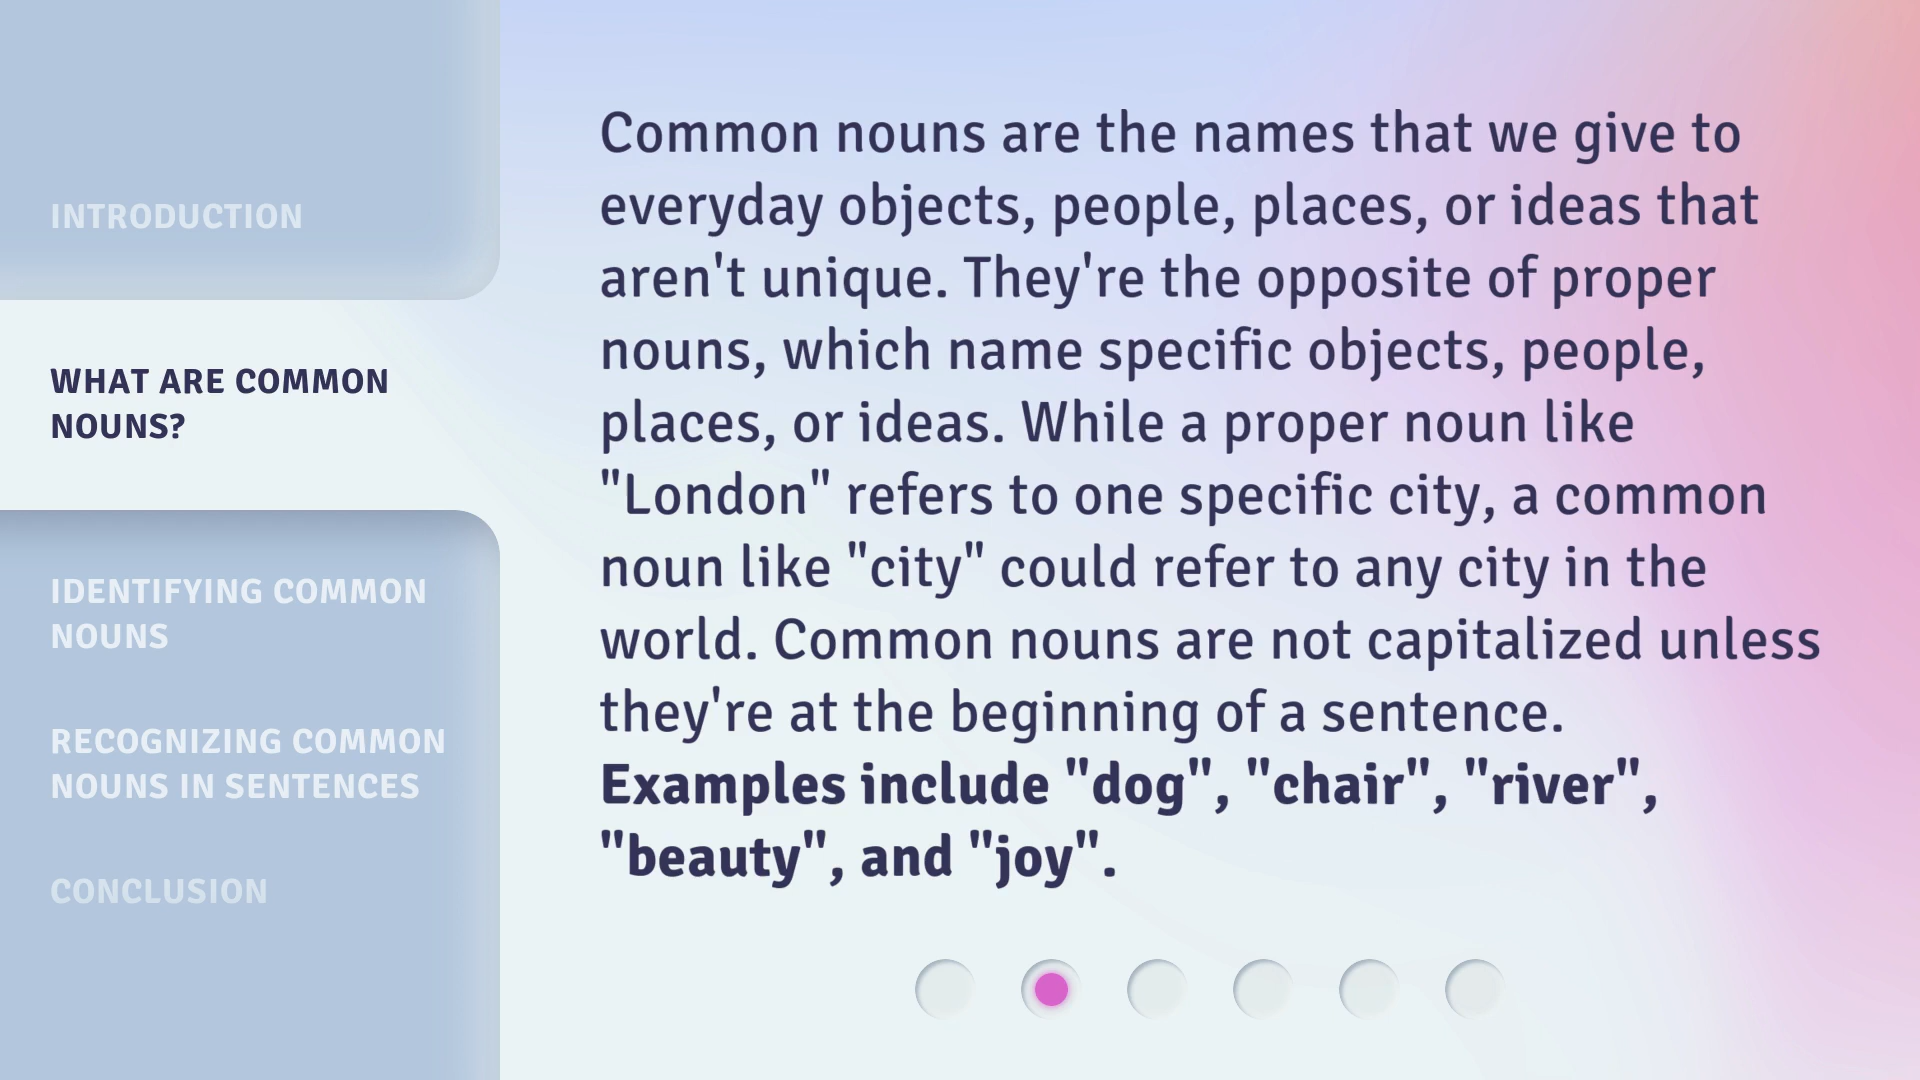 INTRODUCTION
WHAT ARE COMMON
NOUNS?
IDENTIFYING COMMON
NOUNS
RECOGNIZING COMMON
NOUNS IN SENTENCES
CONCLUSION
Common nouns are the names that we give to
everyday objects, people, places, or ideas that
aren't unique. They're the opposite of proper
nouns, which name specific objects, people,
places, or ideas. While a proper noun like
"London" refers to one specific city, a common
noun like "city" could refer to any city in the
world. Common nouns are not capitalized unless
they're at the beginning of a sentence.
Examples include "dog", "chair", "river",
"beauty", and "joy".